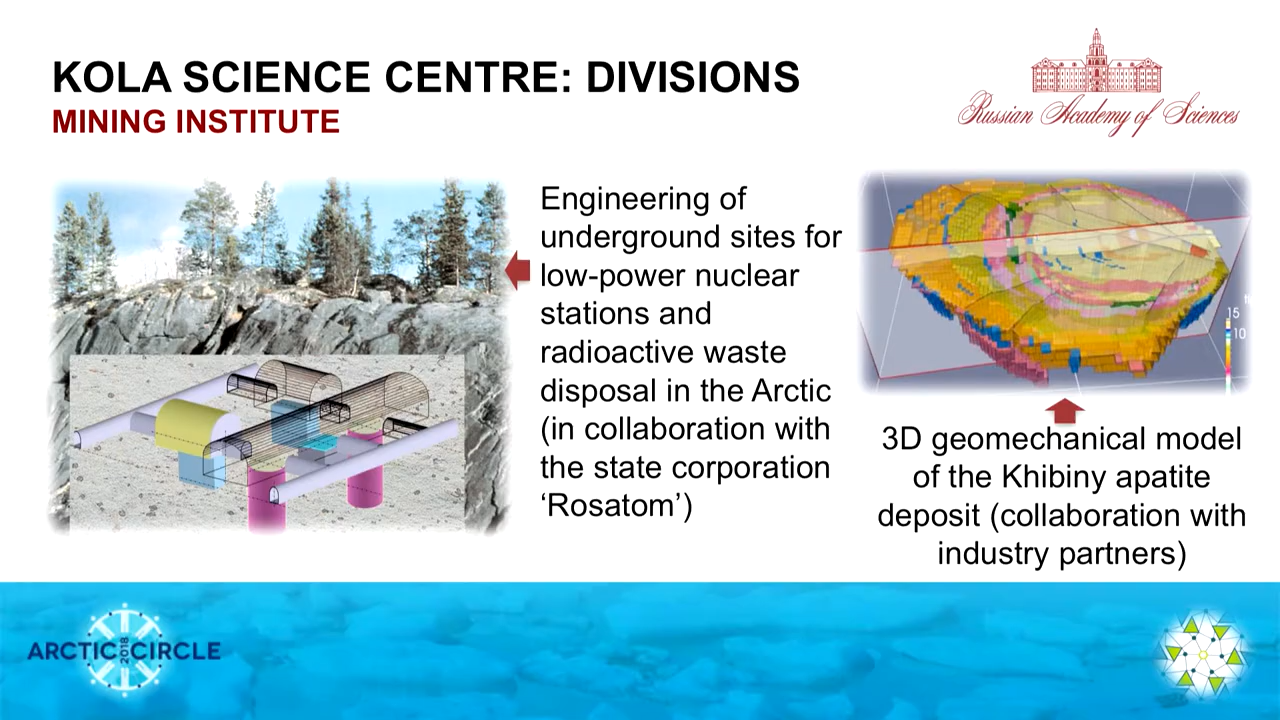 KOLA SCIENCE CENTRE: DIVISIONS
MINING INSTITUTE
Russian Academy of Sciences
Engineering of
underground sites for
low-power nuclear
stations and
radioactive waste
disposal in the Arctic
(in collaboration with
the state corporation
‘Rosatom’)
15
10
3D geomechanical model
of the Khibiny apatite
deposit (collaboration with
industry partners)
ARCTIC 2018 CIRCLE